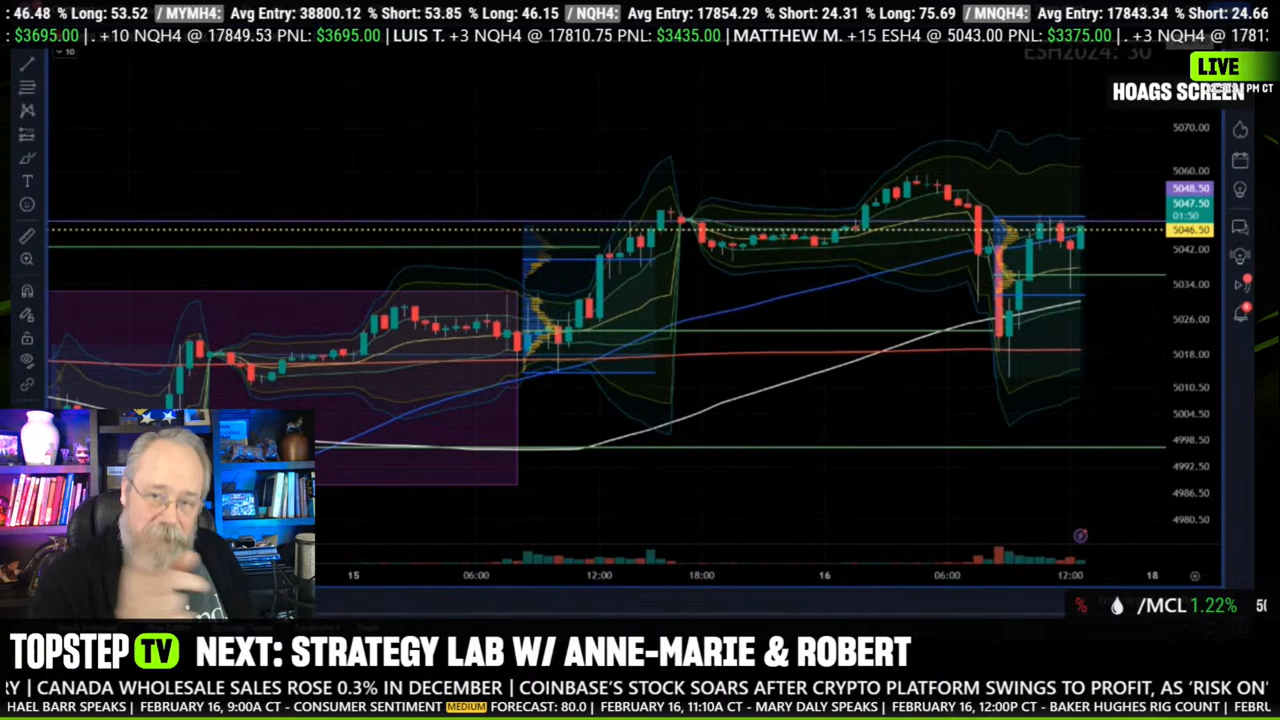 : 46.48 % Long: 53.52 / MYMH4: Avg Entry: 38800.12 % Short: 53.85 % Long: 46.15 / NQH4: Avg Entry: 17854.29 % Short: 24.31 % Long: 75.69 / MNQH4: Avg Entry: 17843.34 % Short: 24.66
: $3695.00 | . +10 NQH4 @ 17849.53 PNL: $3695.00 | LUIS T. +3 NQH4 @ 17810.75 PNL: $3435.00 | MATTHEW M. +15 ESH4 @ 5043.00 PNL: $3375.00 | . +3 NQH4 @ 1781
10
ESH2024: 30
LIVE
PM CT
HOAGS SCREEN
5070.00
5060.00
5048.50
5047.50
01:50
5046.50
5042.00
5034.00
5026.00
5018.00
5010.50
5004.50
4998.50
4992.50
4986.50
4980.50
15 06:00 12:00 18:00 16 06:00 12:00 18
% /MCL 1.22% 50
TOPSTEP TV NEXT: STRATEGY LAB W/ ANNE-MARIE & ROBERT
RY | CANADA WHOLESALE SALES ROSE 0.3% IN DECEMBER | COINBASE'S STOCK SOARS AFTER CRYPTO PLATFORM SWINGS TO PROFIT, AS 'RISK ON'
HAEL BARR SPEAKS | FEBRUARY 16, 9:00A CT - CONSUMER SENTIMENT MEDIUM FORECAST: 80.0 | FEBRUARY 16, 11:10A CT - MARY DALY SPEAKS | FEBRUARY 16, 12:00P CT - BAKER HUGHES RIG COUNT | FEBRU